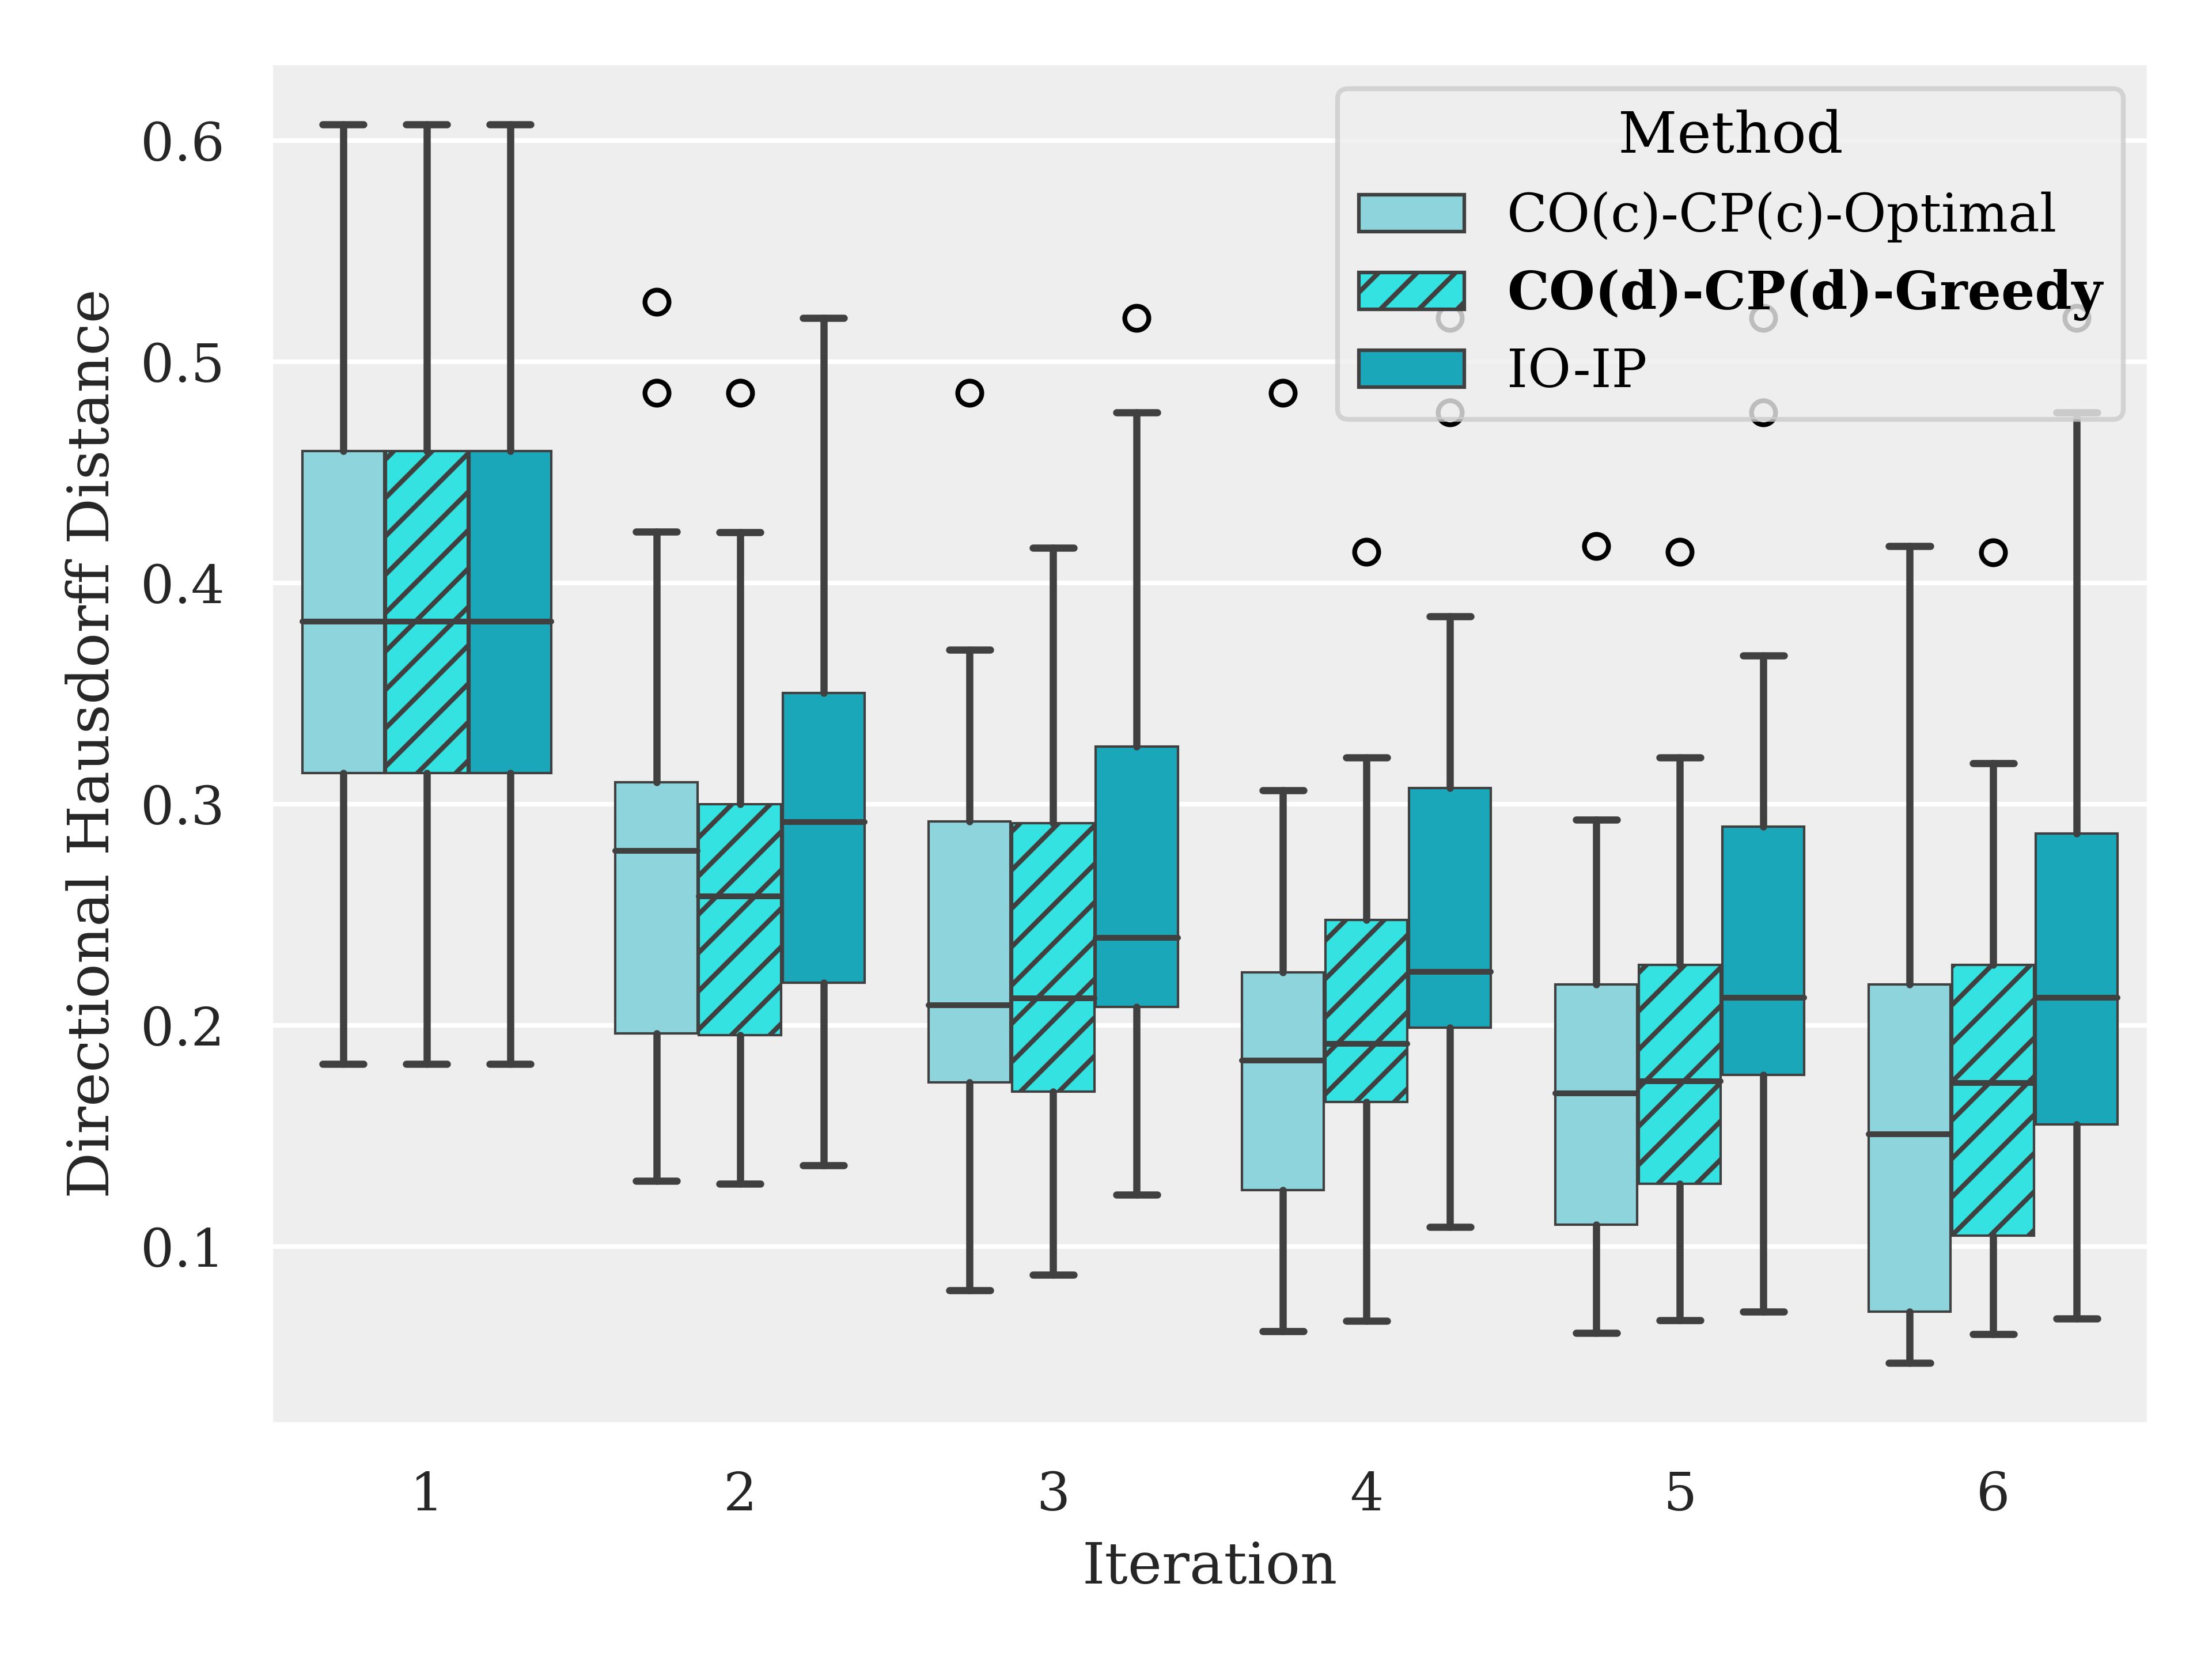 Directional Hausdorff Distance
0.6
0.5
0.4
0.3
0.2
0.1
Method
CO(c)-CP(c)-Optimal
CO(d)-CP(d)-Greedy
IO-IP
1 2 3 4 5 6
Iteration